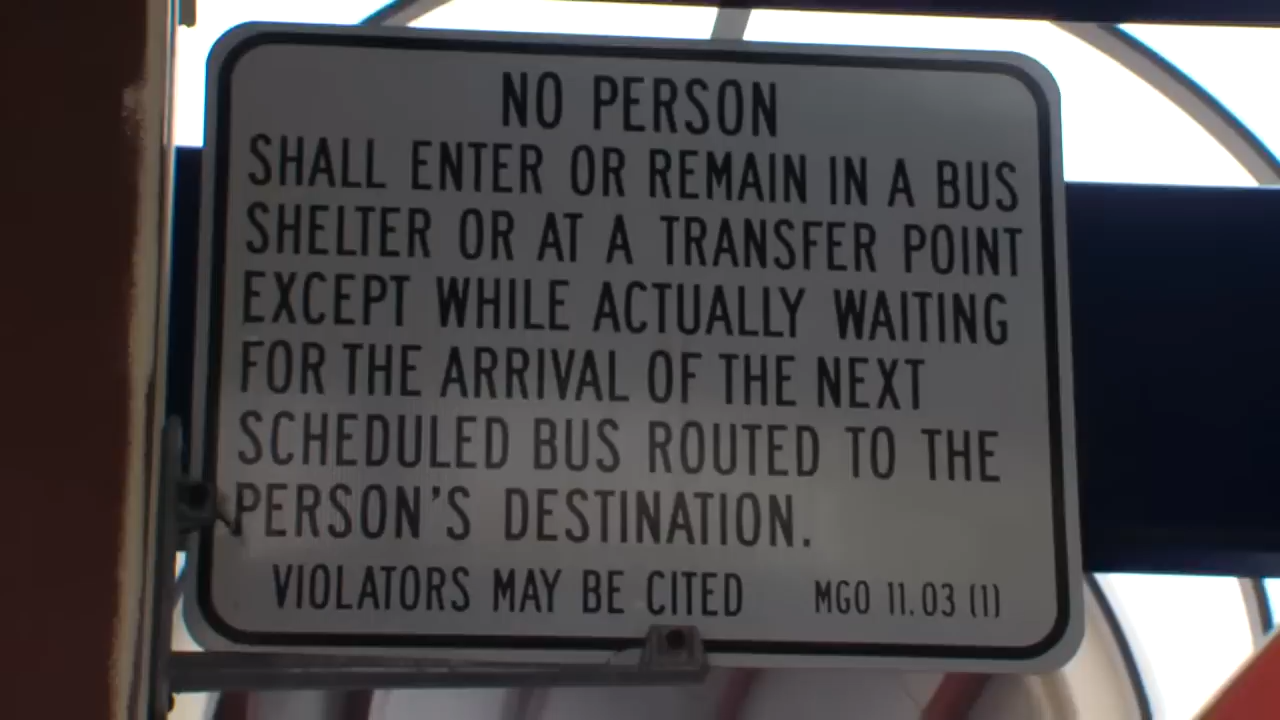 NO PERSON
SHALL ENTER OR REMAIN IN A BUS
SHELTER OR AT A TRANSFER POINT
EXCEPT WHILE ACTUALLY WAITING
FOR THE ARRIVAL OF THE NEXT
SCHEDULED BUS ROUTED TO THE
PERSON'S DESTINATION.
VIOLATORS MAY BE CITED MGO 11.03 (1)